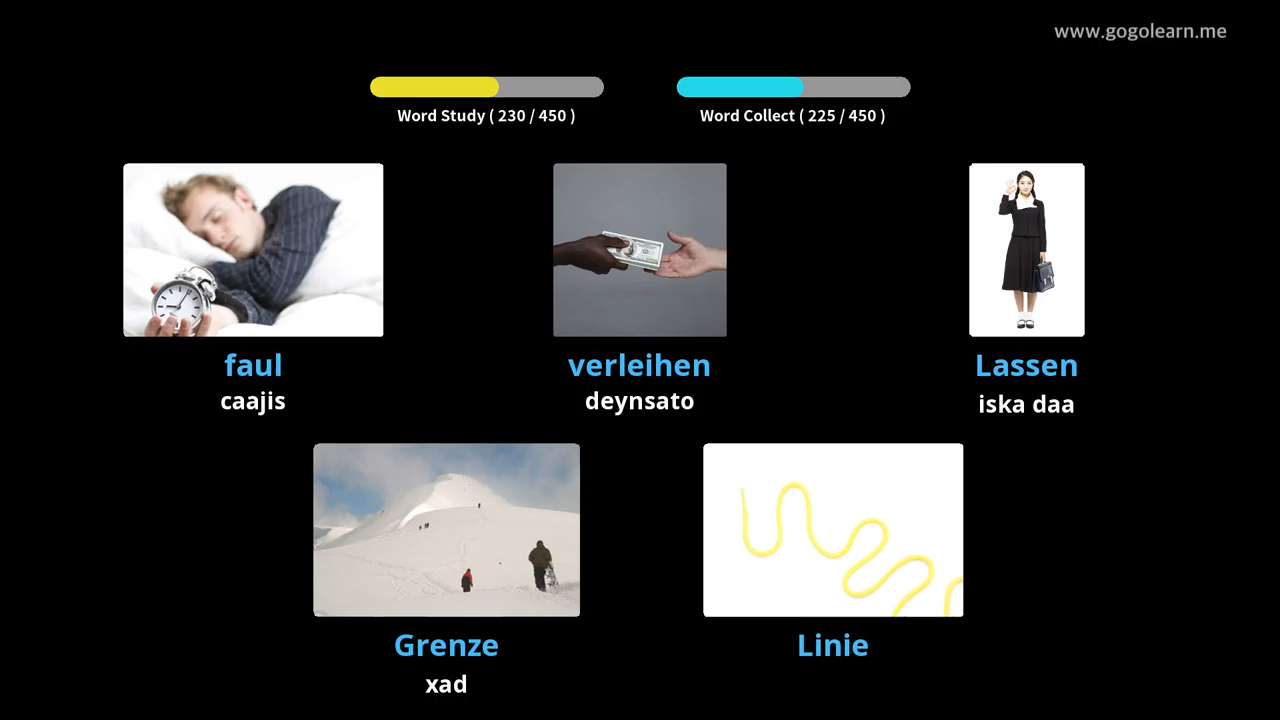 www.gogolearn.me
Word Study ( 230 / 450 )
Word Collect ( 225 / 450 )
faul
caajis
verleihen
deynsato
Lassen
iska daa
Grenze
xad
Linie